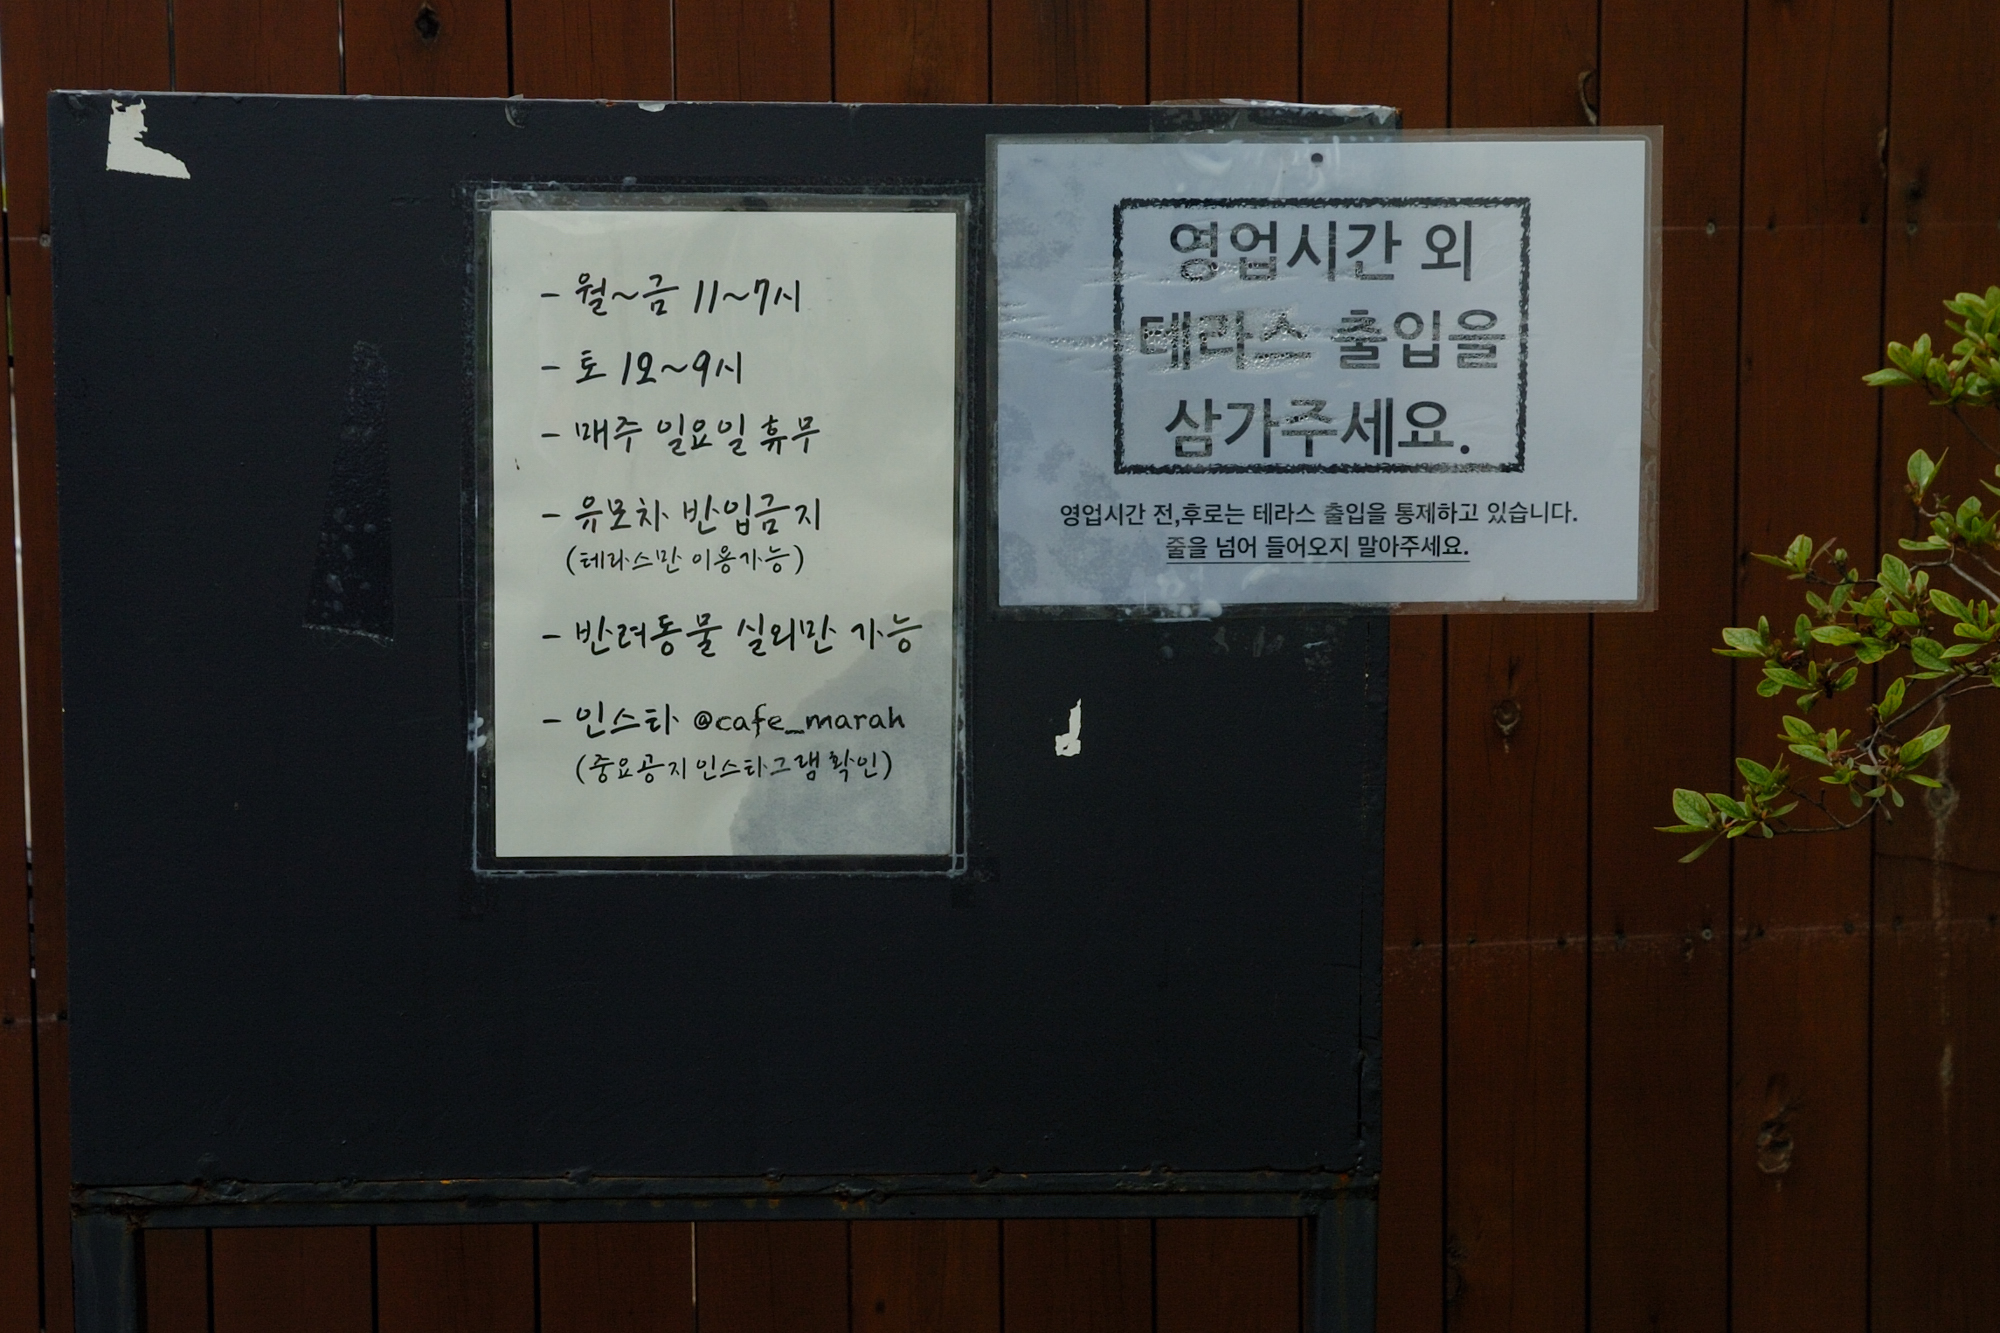 - 월~금 11~7시
- 토 12~9시
- 매주 일요일 휴무
- 유모차 반입금지
(테라스만 이용가능)
- 반려동물 실외만 가능
- 인스타 @cafe_marah
(중요공지 인스타그램 확인)
영업시간 외
테라스 출입을
삼가주세요.
영업시간 전,후로는 테라스 출입을 통제하고 있습니다.
줄을 넘어 들어오지 말아주세요.